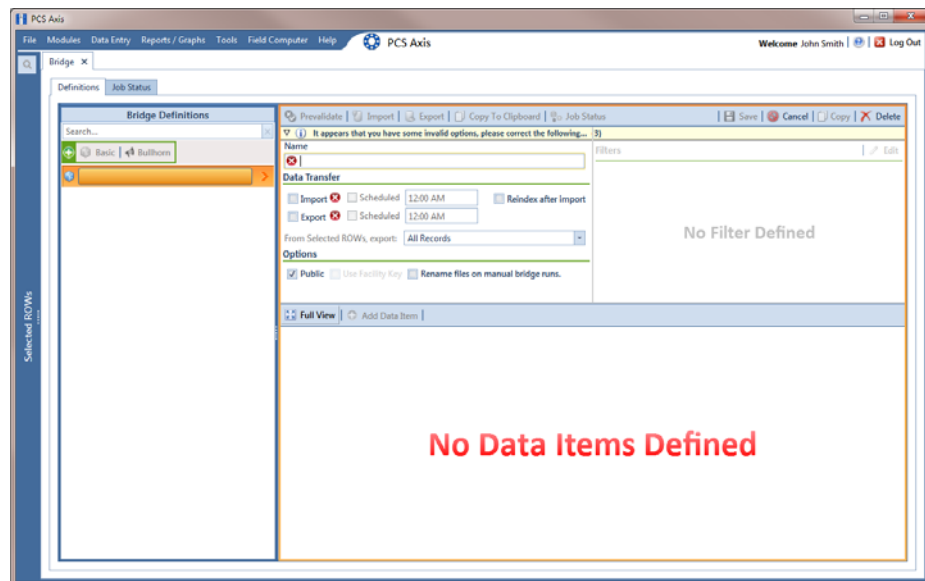 PCS Axis
File Modules Data Entry Reports / Graphs Tools Field Computer Help PCS Axis Welcome John Smith Log Out
Bridge X
Definitions Job Status
Bridge Definitions
Prevalidate Import Export Copy To Clipboard Job Status Save Cancel Copy Delete
Search...
It appears that you have some invalid options, please correct the following... (3)
Basic Bullhorn
Name
Filters Edit
Data Transfer
Import Scheduled 12:00 AM Reindex after import
Export Scheduled 12:00 AM
No Filter Defined
From Selected ROWs, export: All Records
Options
Public Use Facility Key Rename files on manual bridge runs.
Selected ROWs
Full View Add Data Item
No Data Items Defined